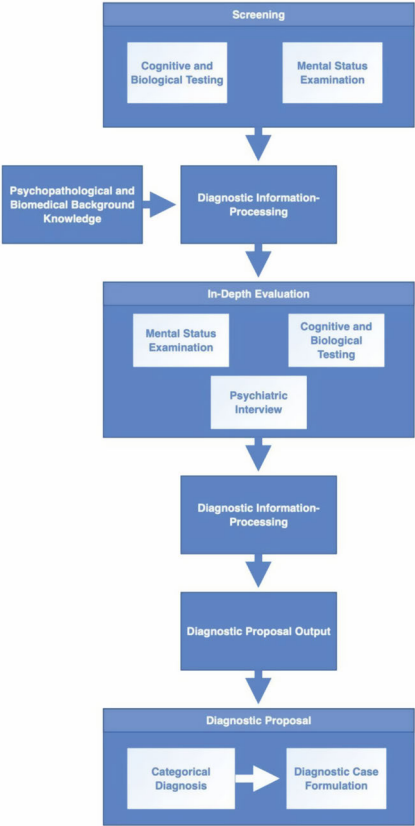 Screening
Cognitive and
Biological Testing
Mental Status
Examination
Psychopathological and
Biomedical Background
Knowledge
Diagnostic Information-
Processing
In-Depth Evaluation
Mental Status
Examination
Cognitive and
Biological
Testing
Psychiatric
Interview
Diagnostic Information-
Processing
Diagnostic Proposal Output
Diagnostic Proposal
Categorical
Diagnosis
Diagnostic Case
Formulation